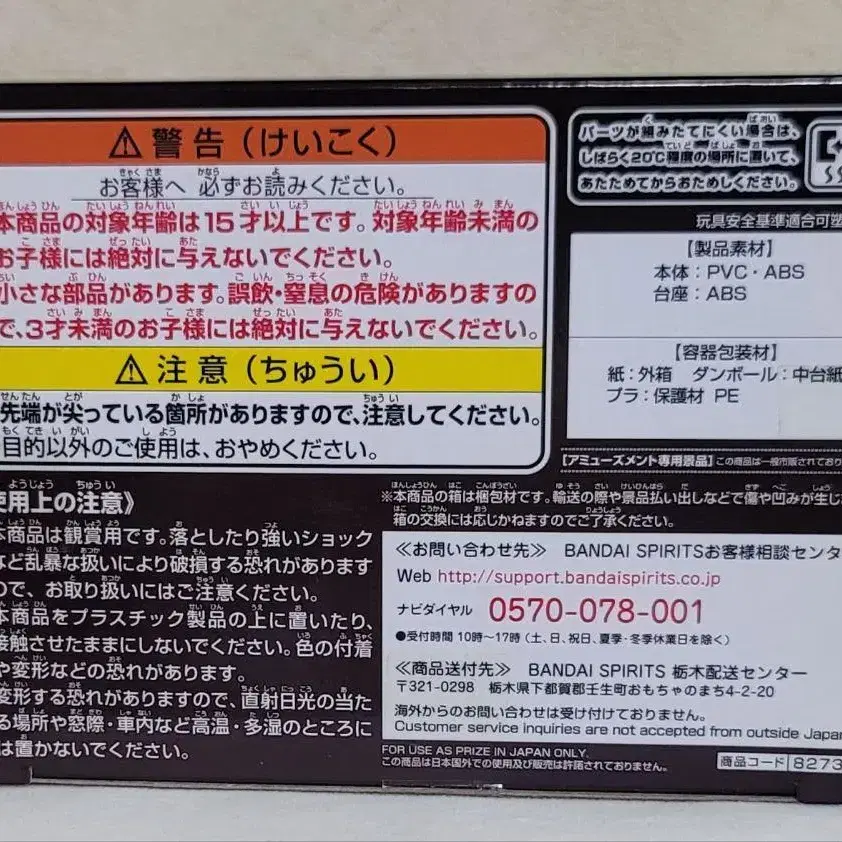 ⚠警告（けいこく）
お客様へ 必ずお読みください。
本商品の対象年齢は15才以上です。対象年齢未満の
お子様には絶対に与えないでください。
小さな部品があります。誤飲・窒息の危険がありますの
で、3才未満のお子様には絶対に与えないでください。
⚠注意（ちゅうい）
先端が尖っている箇所がありますので、注意してください。
目的以外のご使用は、おやめください。
使用上の注意》
本商品は観賞用です。落としたり強いショック
など乱暴な扱いにより破損する恐れがあります
ので、お取り扱いにはご注意ください。
本商品をプラスチック製品の上に置いたり、
接触させたままにしないでください。色の付着
や変形などの恐れがあります。
変形する恐れがありますので、直射日光の当た
る場所や窓際・車内など高温・多湿のところに
は置かないでください。
パーツが組みたてにくい場合は、
しばらく20℃程度の場所に置いて、
あたためてからおためしください。
玩具安全基準適合可塑
【製品素材】
本体：PVC・ABS
台座：ABS
【容器包装材】
紙：外箱 ダンボール：中台紙
プラ：保護材 PE
【アミューズメント専用景品】この商品は一般市販されてお
※本商品の箱は梱包材です。輸送の際や景品払い出しなどで傷や凹みが生じ
箱の交換には応じかねますのでご了承ください。
≪お問い合わせ先≫ BANDAI SPIRITSお客様相談センタ
Web http://support.bandaispirits.co.jp
ナビダイヤル 0570-078-001
●受付時間 10時～17時（土、日、祝日、夏季・冬季休業日を除く）
≪商品送付先≫ BANDAI SPIRITS 栃木配送センター
〒321-0298 栃木県下都賀郡壬生町おもちゃのまち4-2-20
海外からのお問い合わせは受け付けておりません。
Customer service inquiries are not accepted from outside Japan
FOR USE AS PRIZE IN JAPAN ONLY.
この商品は日本国外での使用及び販売は許諾されておりません。
商品コード 8273